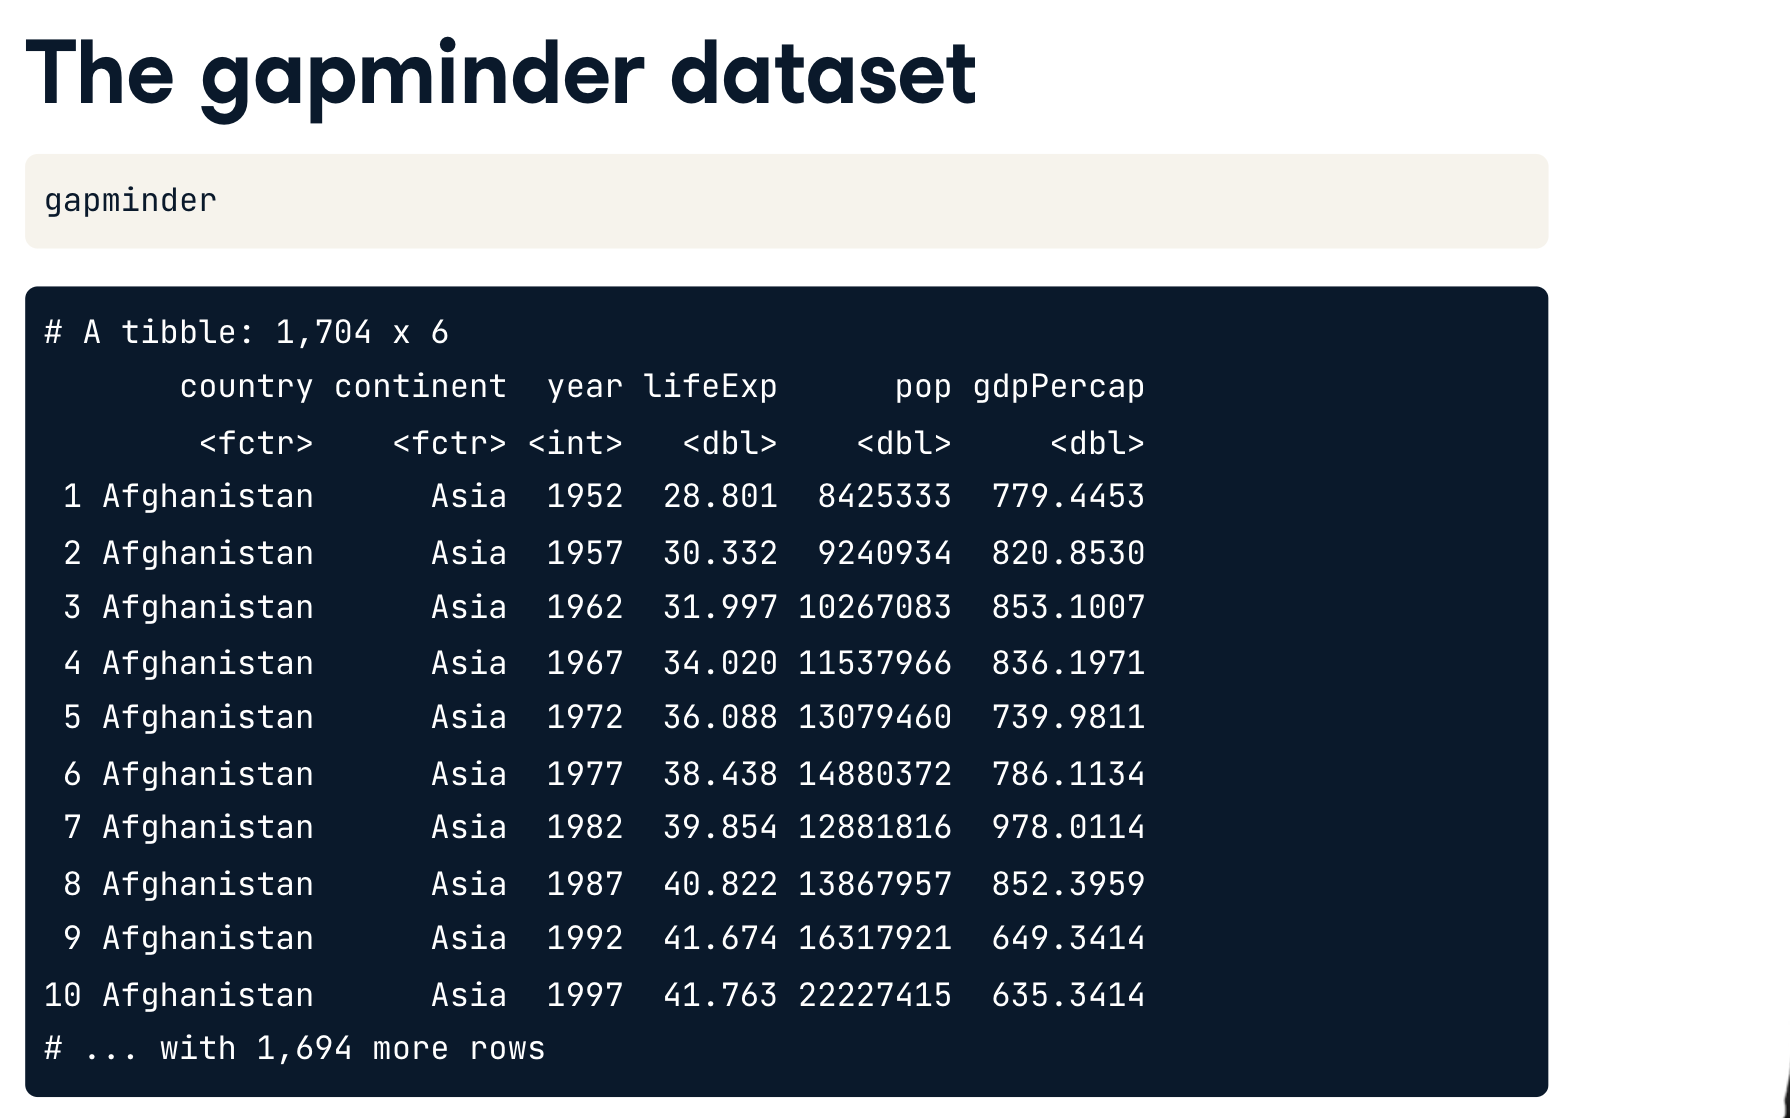 The gapminder dataset
gapminder
# A tibble: 1,704 x 6
country continent year lifeExp pop gdpPercap
<fctr> <fctr> <int> <dbl> <dbl> <dbl>
1 Afghanistan Asia 1952 28.801 8425333 779.4453
2 Afghanistan Asia 1957 30.332 9240934 820.8530
3 Afghanistan Asia 1962 31.997 10267083 853.1007
4 Afghanistan Asia 1967 34.020 11537966 836.1971
5 Afghanistan Asia 1972 36.088 13079460 739.9811
6 Afghanistan Asia 1977 38.438 14880372 786.1134
7 Afghanistan Asia 1982 39.854 12881816 978.0114
8 Afghanistan Asia 1987 40.822 13867957 852.3959
9 Afghanistan Asia 1992 41.674 16317921 649.3414
10 Afghanistan Asia 1997 41.763 22227415 635.3414
# ... with 1,694 more rows